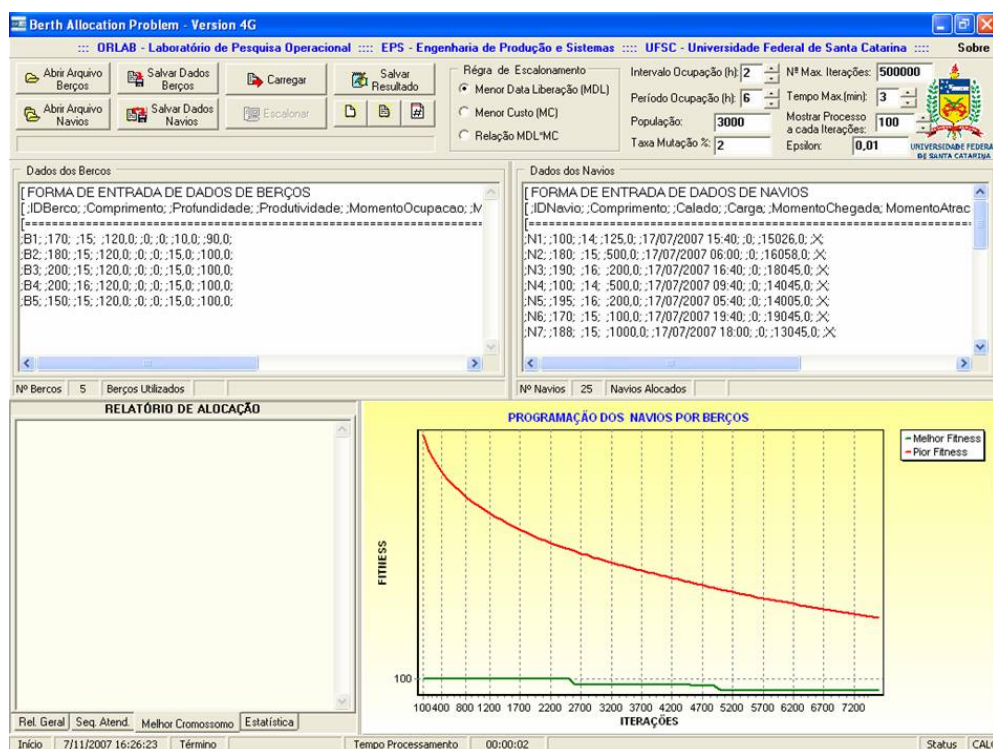 Berth Allocation Problem - Version 4G
::: ORLAB - Laboratório de Pesquisa Operacional :::: EPS - Engenharia de Produção e Sistemas :::: UFSC - Universidade Federal de Santa Catarina ::::
Sobre
Abrir Arquivo Berços
Salvar Dados Berços
Carregar
Salvar Resultado
Abrir Arquivo Navios
Salvar Dados Navios
Escalonar
Régra de Escalonamento
Menor Data Liberação (MDL)
Menor Custo (MC)
Relação MDL*MC
Intervalo Ocupação (h): 2
Período Ocupação (h): 6
População: 3000
Taxa Mutação %: 2
Nª Max. Iterações: 500000
Tempo Max.(min): 3
Mostrar Processo a cada Iterações: 100
Epsilon: 0,01
UNIVERSIDADE FEDERA
DE SANTA CATARINA
Dados dos Bercos
[ FORMA DE ENTRADA DE DADOS DE BERÇOS
[ ;IDBerco; ;Comprimento; ;Profundidade; ;Produtividade; ;MomentoOcupacao; ;M
[==========================================
;B1; ;170; ;15; ;120,0; ;0; ;0; ;10,0; ;90,0;
;B2; ;180; ;15; ;120,0; ;0; ;0; ;15,0; ;100,0;
;B3; ;200; ;15; ;120,0; ;0; ;0; ;15,0; ;100,0;
;B4; ;200; ;16; ;120,0; ;0; ;0; ;15,0; ;100,0;
;B5; ;150; ;15; ;120,0; ;0; ;0; ;15,0; ;100,0;
Nº Bercos 5 Berços Utilizados
Dados dos Navios
[ FORMA DE ENTRADA DE DADOS DE NAVIOS
[ ;IDNavio; ;Comprimento; ;Calado; ;Carga; ;MomentoChegada; MomentoAtrac
[==========================================
;N1; ;100; ;14; ;125,0; ;17/07/2007 15:40; ;0; ;15026,0; ;X;
;N2; ;180; ;15; ;500,0; ;17/07/2007 06:00; ;0; ;16058,0; ;X;
;N3; ;190; ;16; ;200,0; ;17/07/2007 16:40; ;0; ;18045,0; ;X;
;N4; ;100; ;14; ;500,0; ;17/07/2007 09:40; ;0; ;14045,0; ;X;
;N5; ;195; ;16; ;200,0; ;17/07/2007 05:40; ;0; ;14005,0; ;X;
;N6; ;170; ;15; ;100,0; ;17/07/2007 19:40; ;0; ;19045,0; ;X;
;N7; ;188; ;15; ;1000,0; ;17/07/2007 18:00; ;0; ;13045,0; ;X;
Nº Navios 25 Navios Alocados
RELATÓRIO DE ALOCAÇÃO
Rel. Geral Seq. Atend. Melhor Cromossomo Estatística
PROGRAMAÇÃO DOS NAVIOS POR BERÇOS
Melhor Fitness
Pior Fitness
FITNESS
100
100 400 800 1200 1700 2200 2700 3200 3700 4200 4700 5200 5700 6200 6700 7200
ITERAÇÕES
Início 7/11/2007 16:26:23 Término Tempo Processamento 00:00:02 Status CALC